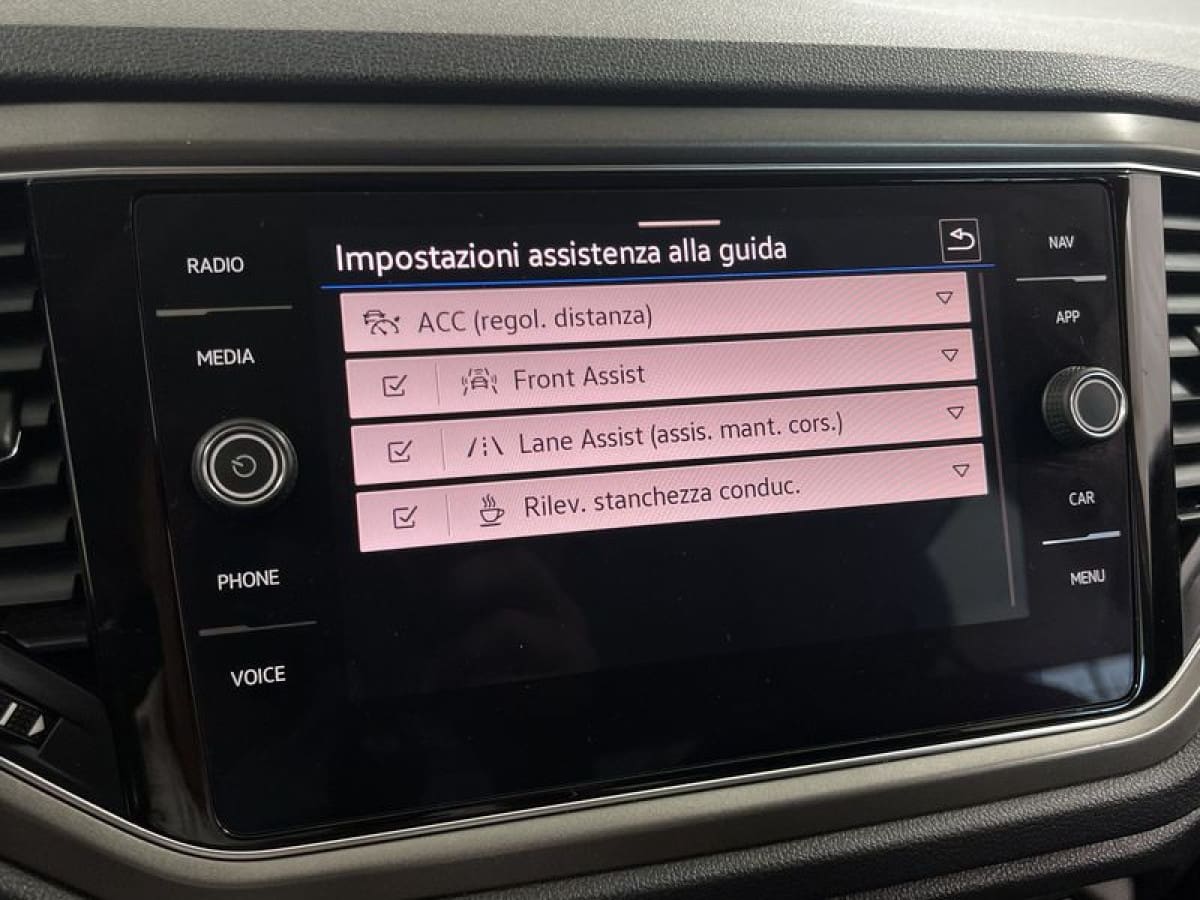 RADIO
MEDIA
PHONE
VOICE
Impostazioni assistenza alla guida
ACC (regol. distanza)
Front Assist
Lane Assist (assis. mant. cors.)
Rilev. stanchezza conduc.
NAV
APP
CAR
MENU